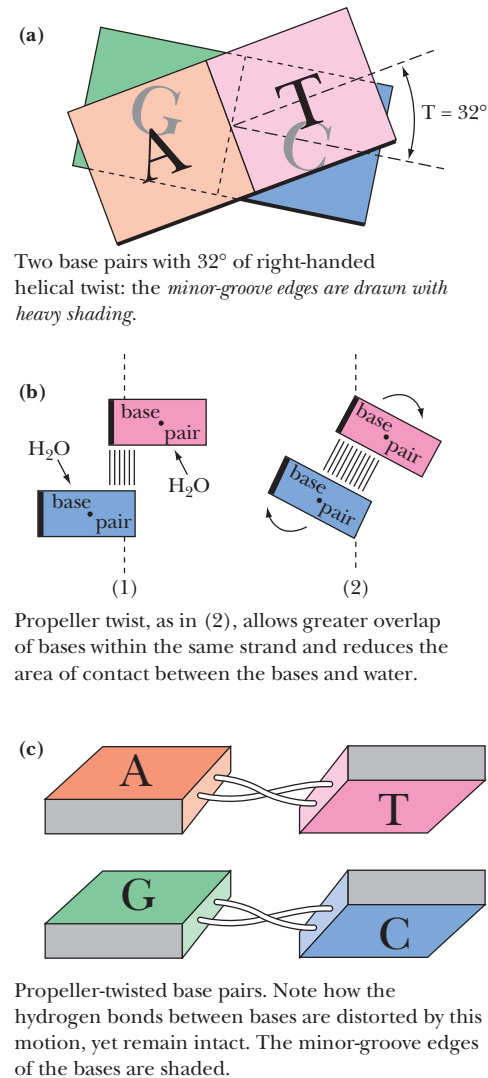 (a)
G
T
A
C
T = 32°
Two base pairs with 32° of right-handed
helical twist: the minor-groove edges are drawn with
heavy shading.
(b)
base
pair
base
pair
H₂O
H₂O
base
pair
base
pair
(1)
(2)
Propeller twist, as in (2), allows greater overlap
of bases within the same strand and reduces the
area of contact between the bases and water.
(c)
A
T
G
C
Propeller-twisted base pairs. Note how the
hydrogen bonds between bases are distorted by this
motion, yet remain intact. The minor-groove edges
of the bases are shaded.